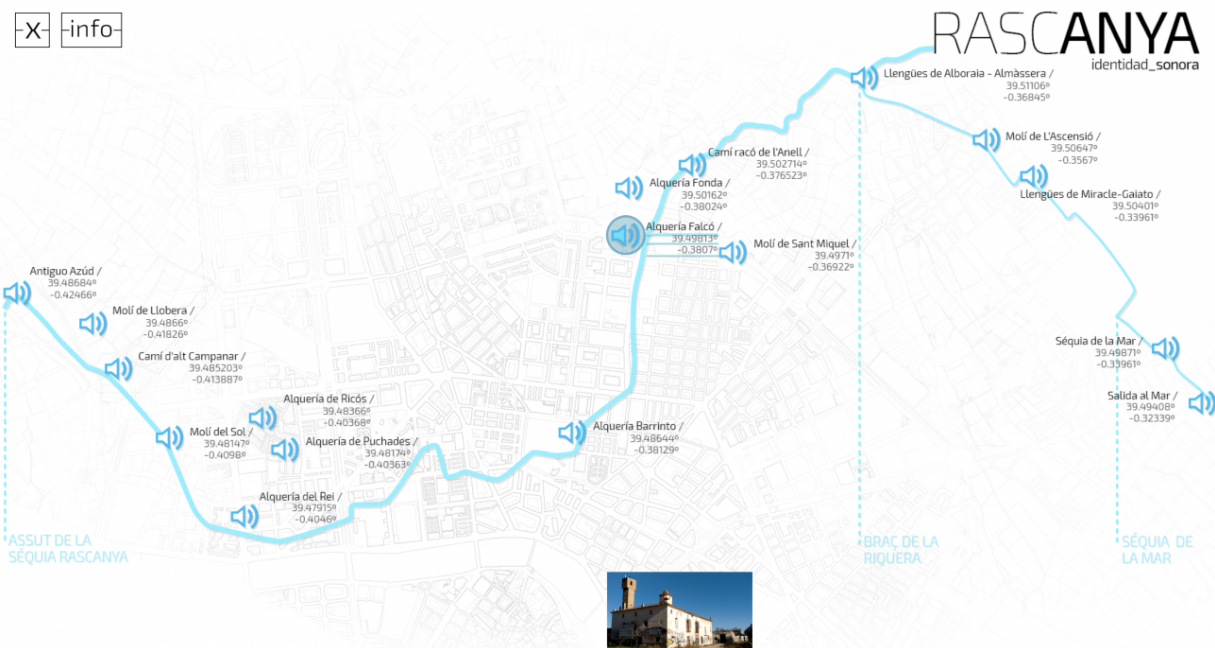 -X-
-info-
RASCANYA
identidad_sonora
Llengües de Alboraia - Almàssera /
39.51106º
-0.36845º
Molí de L'Ascensió /
39.50647º
-0.3567º
Camí racó de l'Anell /
39.502714º
-0.376523º
Alquería Fonda /
39.50162º
-0.38024º
Llengües de Miracle-Gaiato /
39.50401º
-0.33961º
Alquería Falcó /
39.49813º
-0.3807º
Molí de Sant Miquel /
39.4971º
-0.36922º
Antiguo Azúd /
39.48684º
-0.42466º
Molí de Llobera /
39.4866º
-0.41826º
Camí d'alt Campanar /
39.485203º
-0.413887º
Séquia de la Mar /
39.49871º
-0.33961º
Salida al Mar /
39.49408º
-0.32339º
Alquería de Ricós /
39.48366º
-0.40368º
Molí del Sol /
39.48147º
-0.4098º
Alquería de Puchades /
39.48174º
-0.40363º
Alquería Barrinto /
39.48644º
-0.38129º
Alquería del Rei /
39.47915º
-0.4046º
ASSUT DE LA
SÉQUIA RASCANYA
BRAÇ DE LA
RIQUERA
SÉQUIA DE
LA MAR